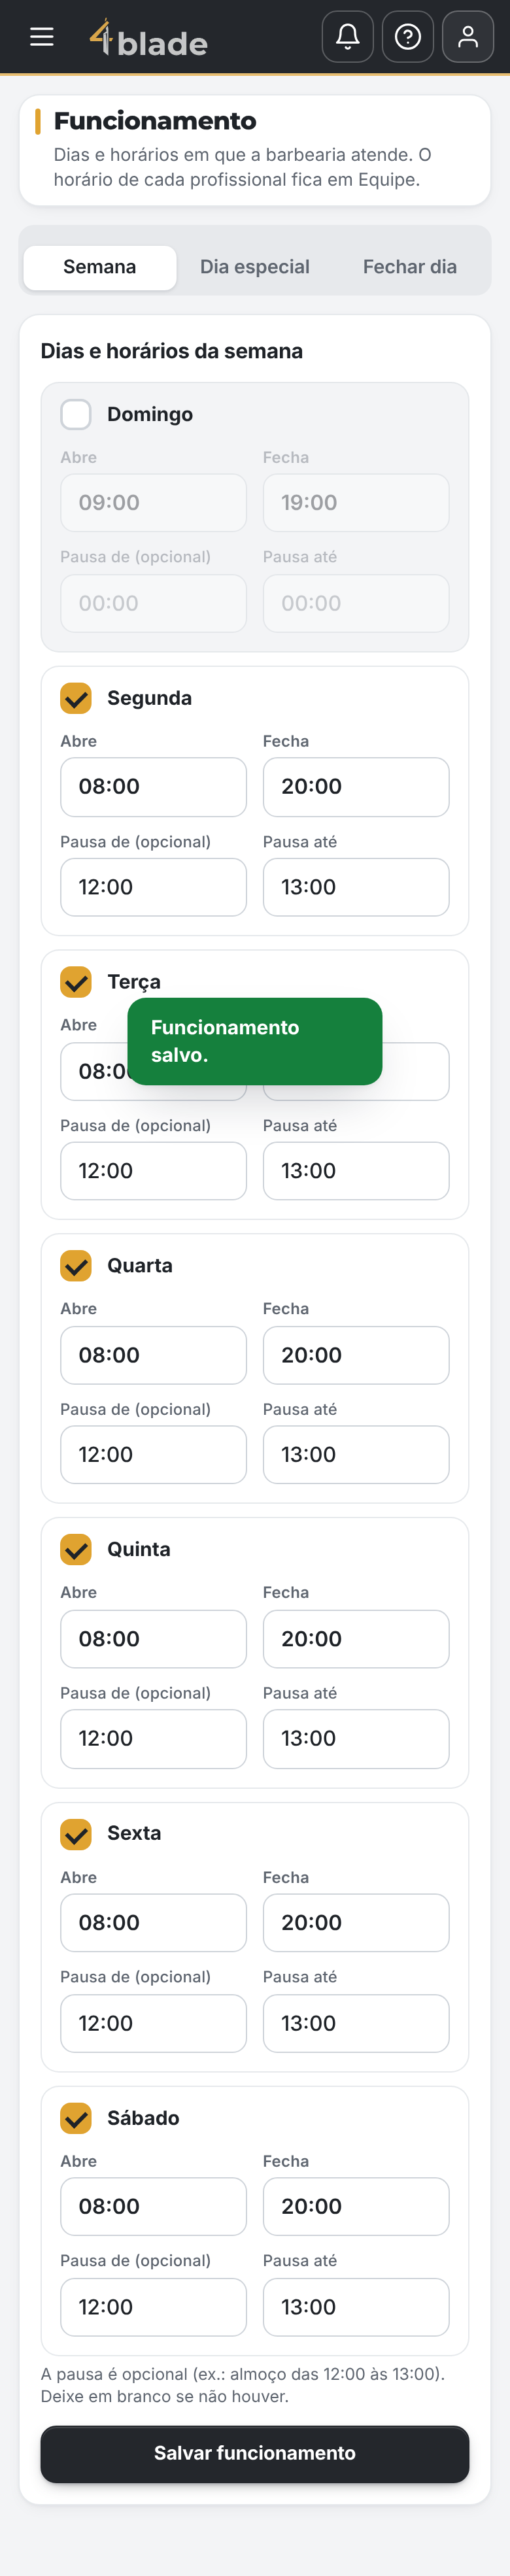 4blade
Funcionamento
Dias e horários em que a barbearia atende. O
horário de cada profissional fica em Equipe.
Semana Dia especial Fechar dia
Dias e horários da semana
Domingo
Abre Fecha
09:00 19:00
Pausa de (opcional) Pausa até
00:00 00:00
Segunda
Abre Fecha
08:00 20:00
Pausa de (opcional) Pausa até
12:00 13:00
Terça
Abre
Funcionamento
salvo.
08:0
Pausa de (opcional) Pausa até
12:00 13:00
Quarta
Abre Fecha
08:00 20:00
Pausa de (opcional) Pausa até
12:00 13:00
Quinta
Abre Fecha
08:00 20:00
Pausa de (opcional) Pausa até
12:00 13:00
Sexta
Abre Fecha
08:00 20:00
Pausa de (opcional) Pausa até
12:00 13:00
Sábado
Abre Fecha
08:00 20:00
Pausa de (opcional) Pausa até
12:00 13:00
A pausa é opcional (ex.: almoço das 12:00 às 13:00).
Deixe em branco se não houver.
Salvar funcionamento